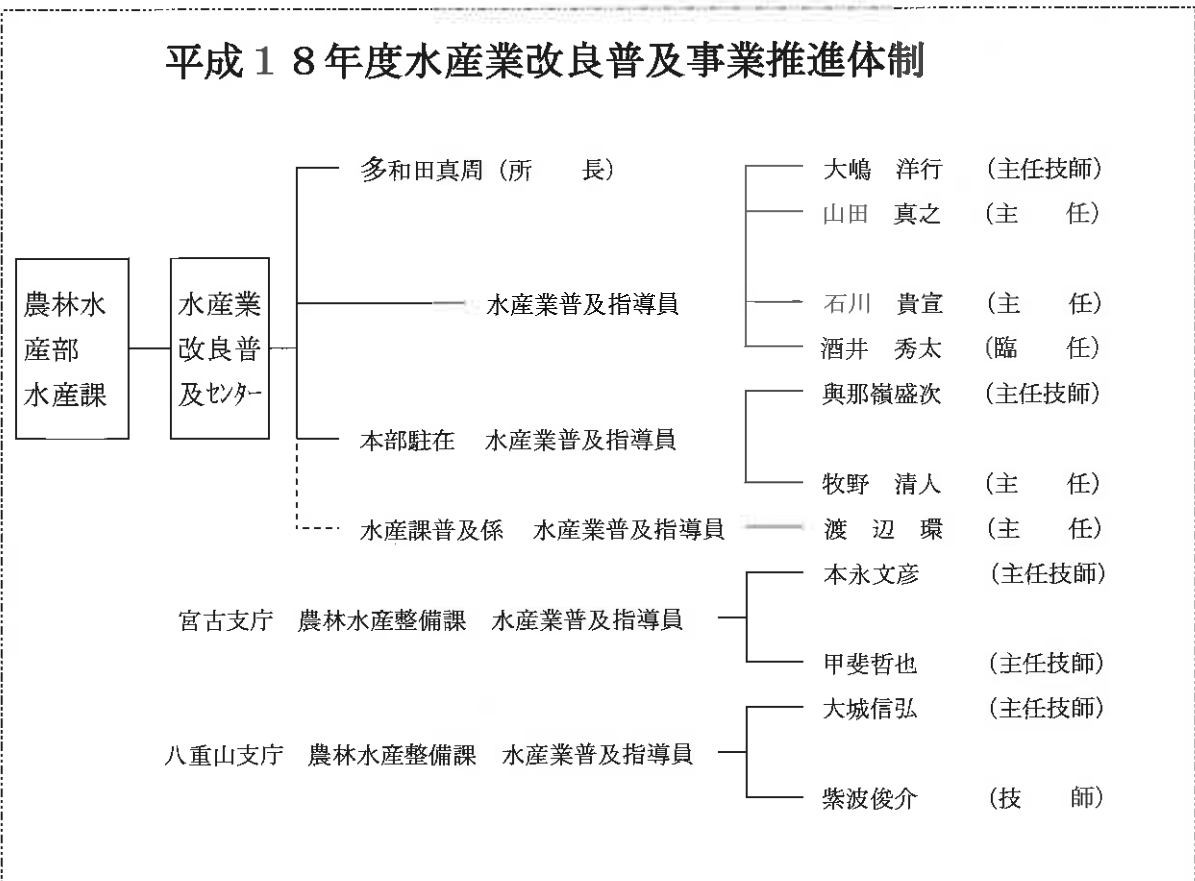 平成１８年度水産業改良普及事業推進体制
多和田真周（所　　長）
大嶋　洋行　（主任技師）
山田　真之　（主　　任）
農林水
産部
水産課
水産業
改良普
及ｾﾝﾀｰ
水産業普及指導員
石川　貴宣　（主　　任）
酒井　秀太　（臨　　任）
與那嶺盛次　（主任技師）
本部駐在　水産業普及指導員
牧野　清人　（主　　任）
水産課普及係　水産業普及指導員
渡　辺　環　（主　　任）
本永文彦　（主任技師）
宮古支庁　農林水産整備課　水産業普及指導員
甲斐哲也　（主任技師）
大城信弘　（主任技師）
八重山支庁　農林水産整備課　水産業普及指導員
紫波俊介　（技　　師）